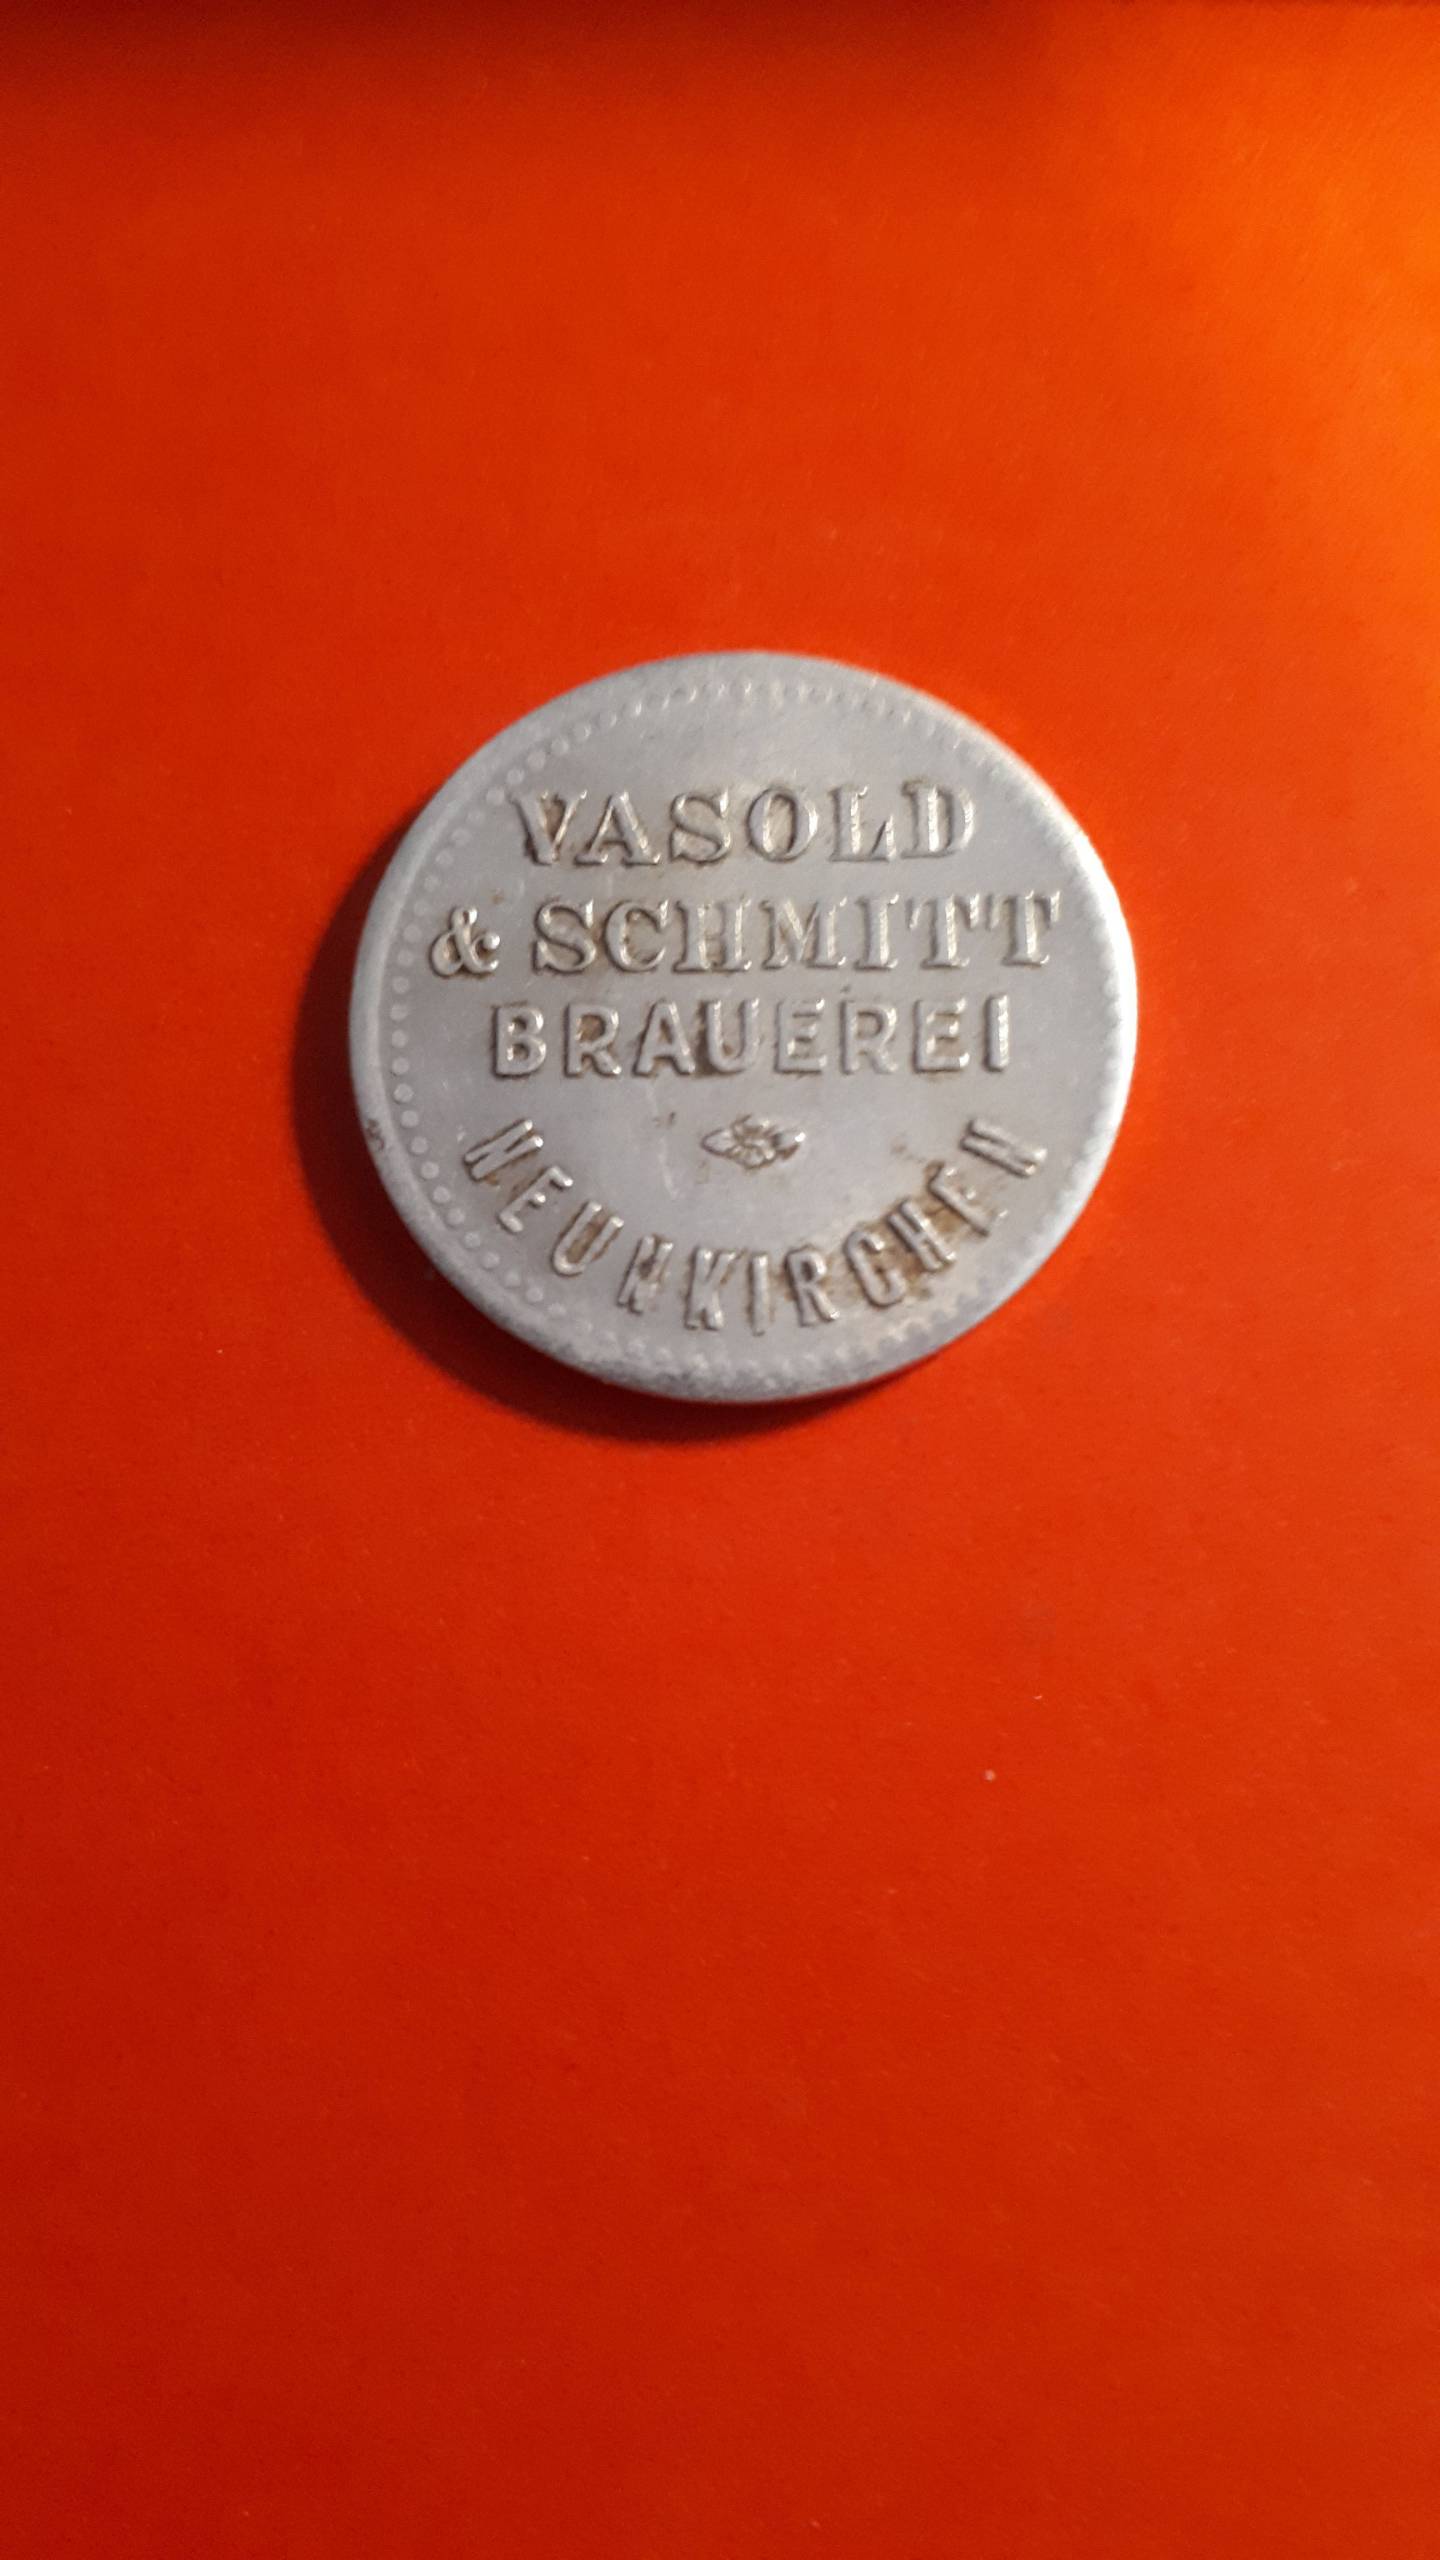 VASOLD
& SCHMITT
BRAUEREI
NEUNKIRCHEN